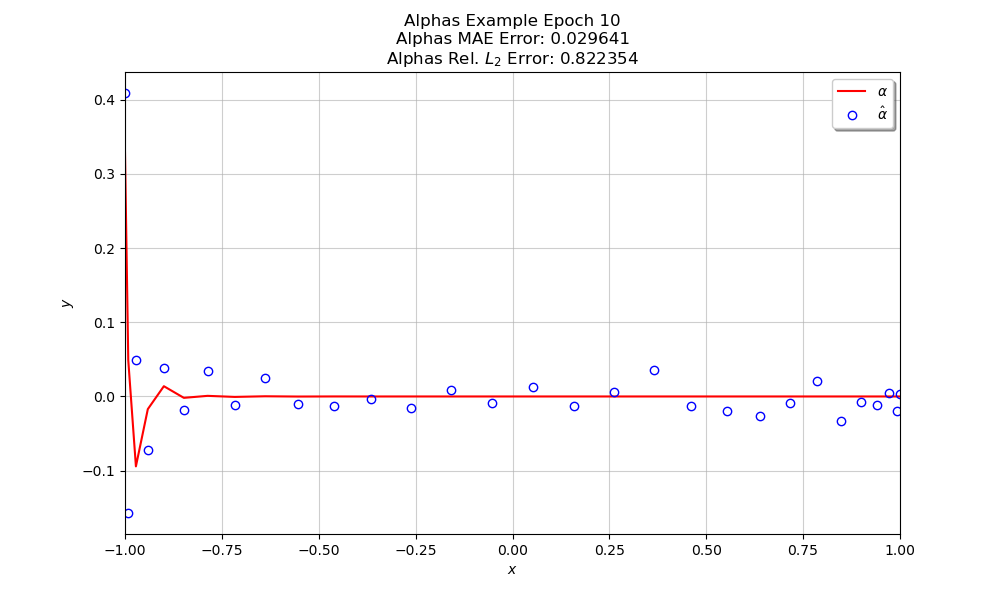 Alphas Example Epoch 10
Alphas MAE Error: 0.029641
Alphas Rel. $L_2$ Error: 0.822354
α
α̂
0.4
0.3
0.2
0.1
0.0
−0.1
y
−1.00 −0.75 −0.50 −0.25 0.00 0.25 0.50 0.75 1.00
x